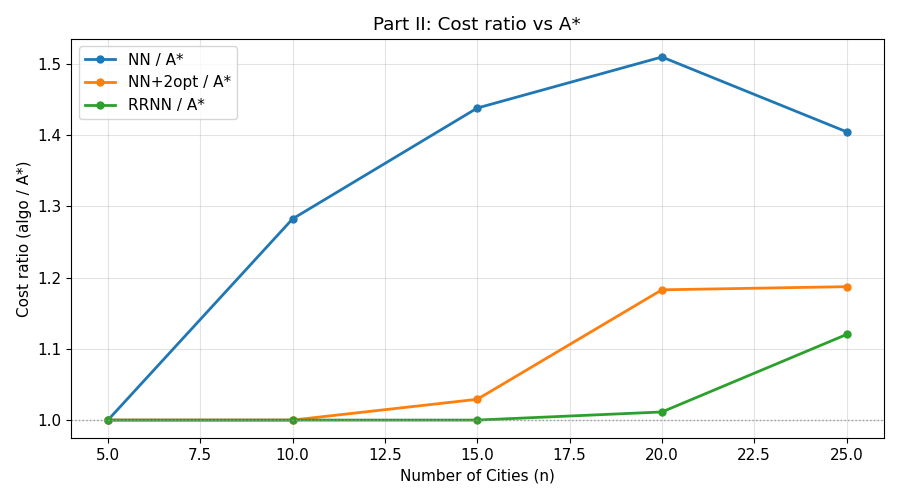 Part II: Cost ratio vs A*
NN / A*
NN+2opt / A*
RRNN / A*
Cost ratio (algo / A*)
1.5
1.4
1.3
1.2
1.1
1.0
5.0 7.5 10.0 12.5 15.0 17.5 20.0 22.5 25.0
Number of Cities (n)